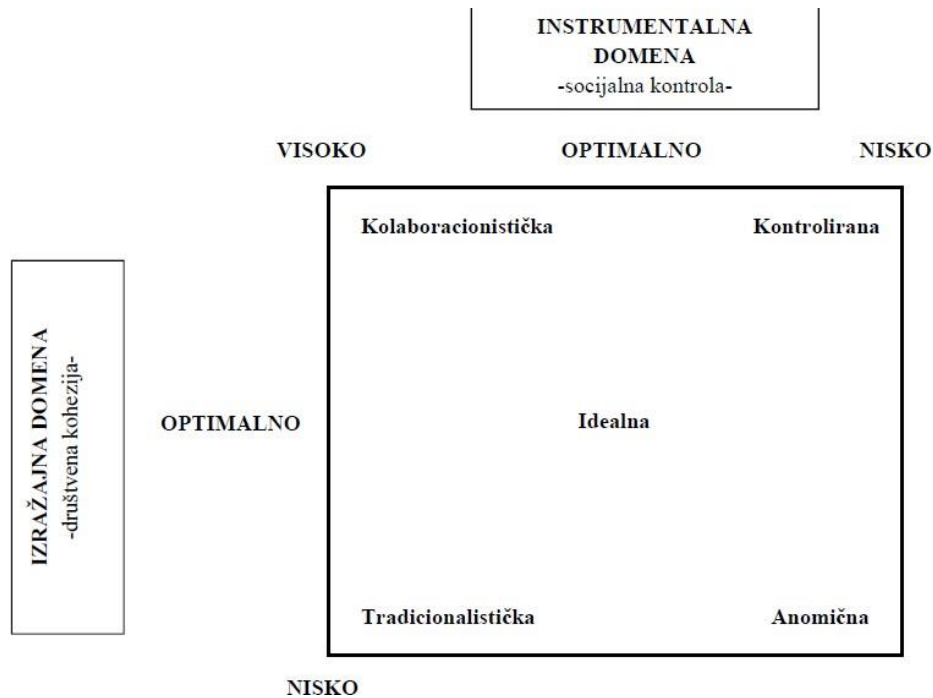 INSTRUMENTALNA
DOMENA
-socijalna kontrola-
VISOKO OPTIMALNO NISKO
Kolaboracionistička Kontrolirana
IZRAŽAJNA DOMENA
-društvena kohezija-
OPTIMALNO Idealna
Tradicionalistička Anomična
NISKO